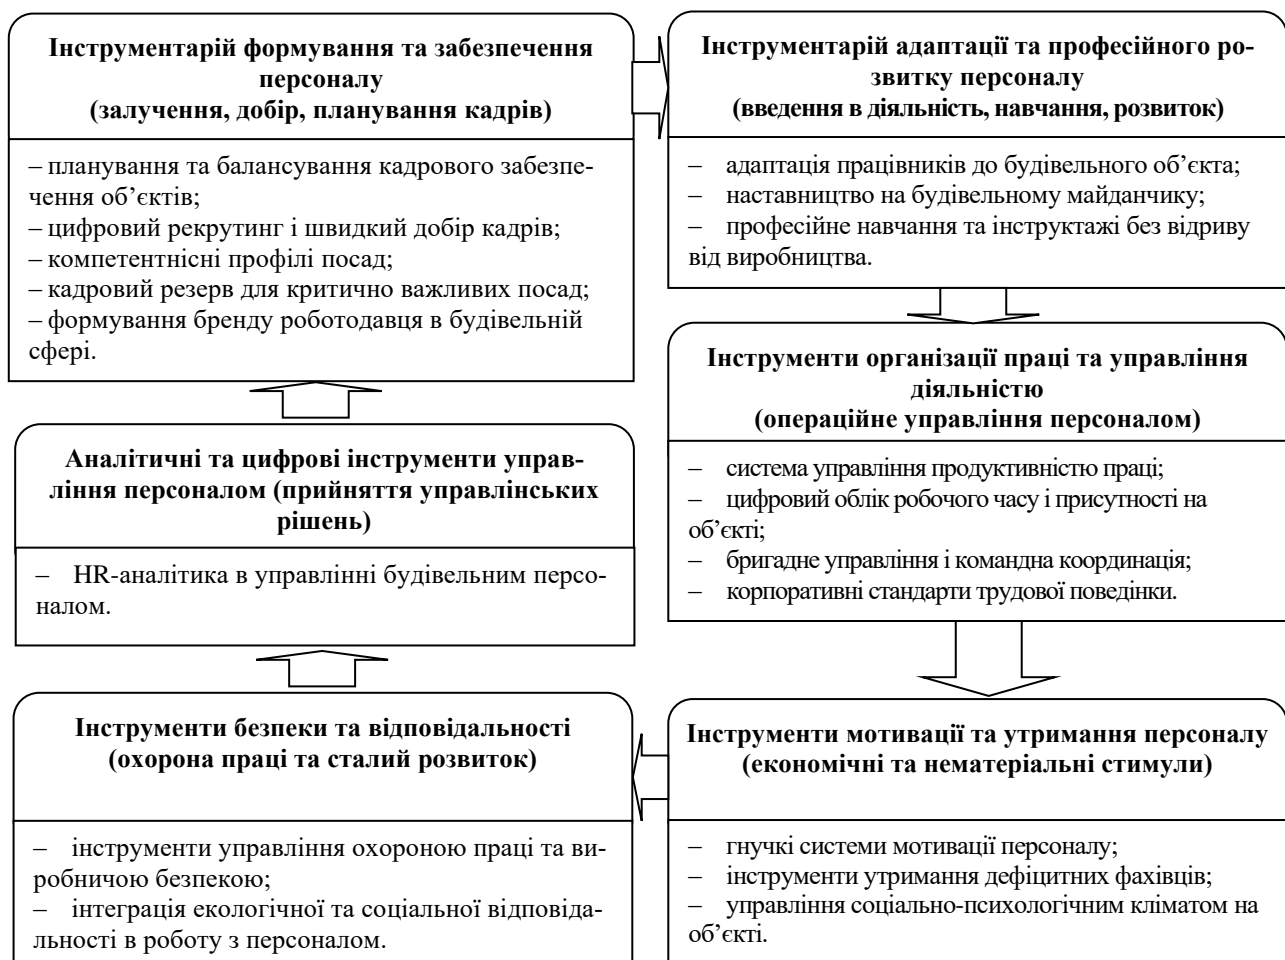 Інструментарій формування та забезпечення
персоналу
(залучення, добір, планування кадрів)
– планування та балансування кадрового забезпе-
чення об’єктів;
– цифровий рекрутинг і швидкий добір кадрів;
– компетентнісні профілі посад;
– кадровий резерв для критично важливих посад;
– формування бренду роботодавця в будівельній
сфері.
Інструментарій адаптації та професійного ро-
звитку персоналу
(введення в діяльність, навчання, розвиток)
– адаптація працівників до будівельного об’єкта;
– наставництво на будівельному майданчику;
– професійне навчання та інструктажі без відриву
від виробництва.
Інструменти організації праці та управління
діяльністю
(операційне управління персоналом)
– система управління продуктивністю праці;
– цифровий облік робочого часу і присутності на
об’єкті;
– бригадне управління і командна координація;
– корпоративні стандарти трудової поведінки.
Інструменти мотивації та утримання персоналу
(економічні та нематеріальні стимули)
– гнучкі системи мотивації персоналу;
– інструменти утримання дефіцитних фахівців;
– управління соціально-психологічним кліматом на
об’єкті.
Інструменти безпеки та відповідальності
(охорона праці та сталий розвиток)
– інструменти управління охороною праці та ви-
робничою безпекою;
– інтеграція екологічної та соціальної відповіда-
льності в роботу з персоналом.
Аналітичні та цифрові інструменти управ-
ління персоналом (прийняття управлінських
рішень)
– HR-аналітика в управлінні будівельним персо-
налом.